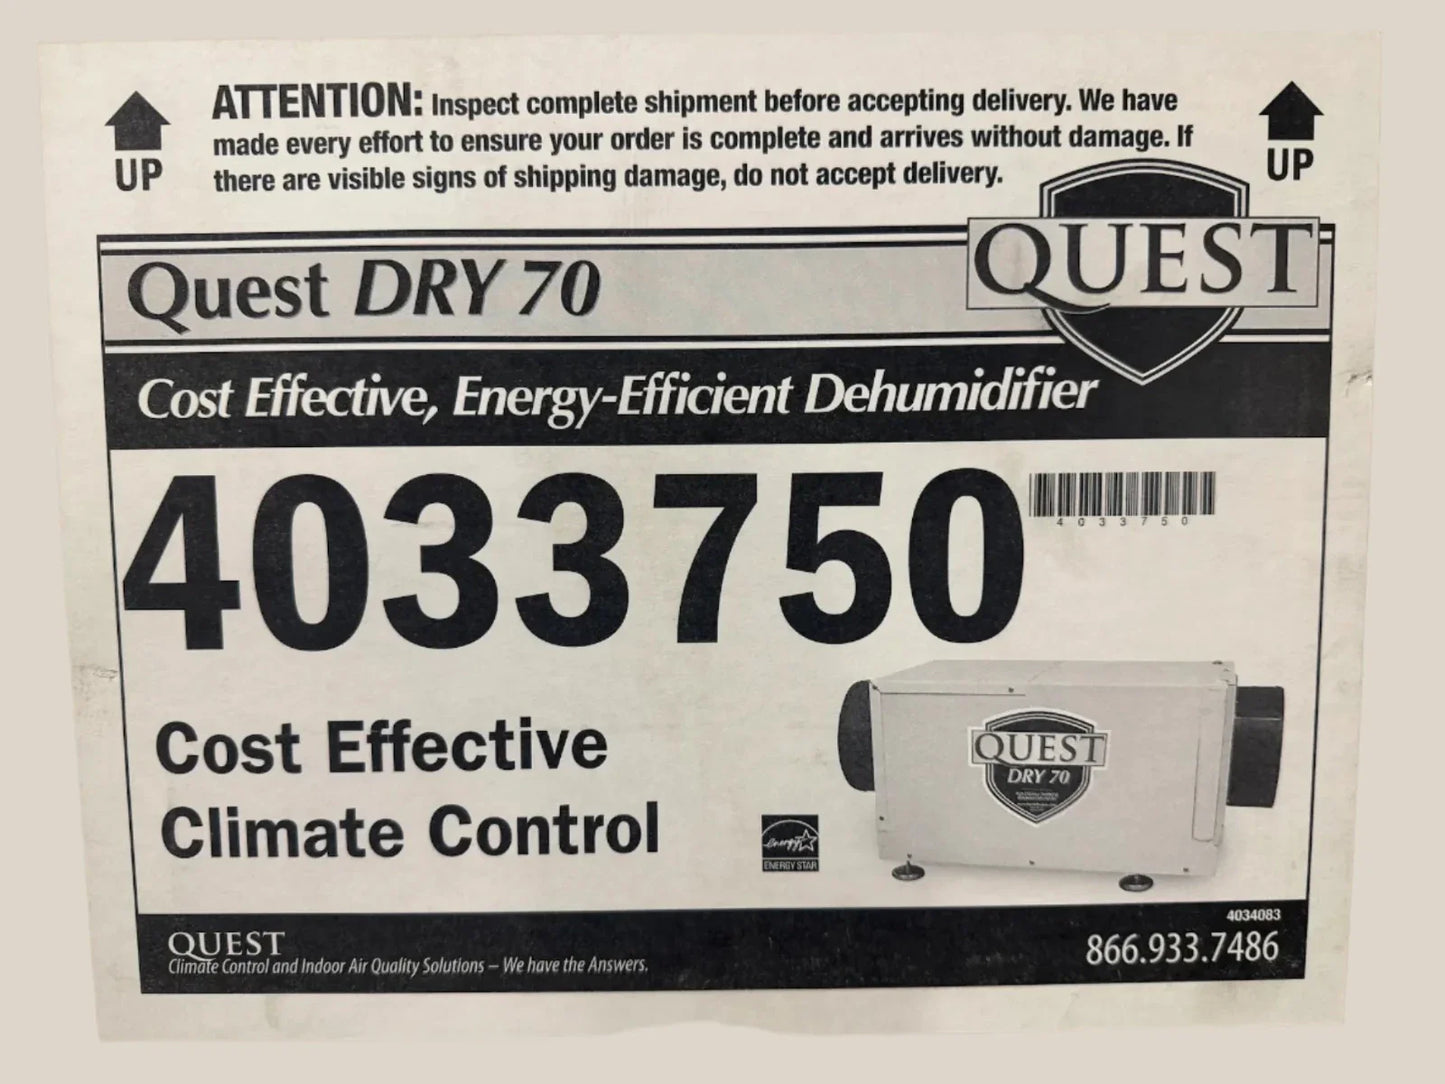 ATTENTION: Inspect complete shipment before accepting delivery. We have
made every effort to ensure your order is complete and arrives without damage. If
there are visible signs of shipping damage, do not accept delivery.
UP
UP
QUEST
Quest DRY 70
Cost Effective, Energy-Efficient Dehumidifier
4033750
4033750
Cost Effective
Climate Control
QUEST
DRY 70
energy
ENERGY STAR
4034083
QUEST
866.933.7486
Climate Control and Indoor Air Quality Solutions – We have the Answers.